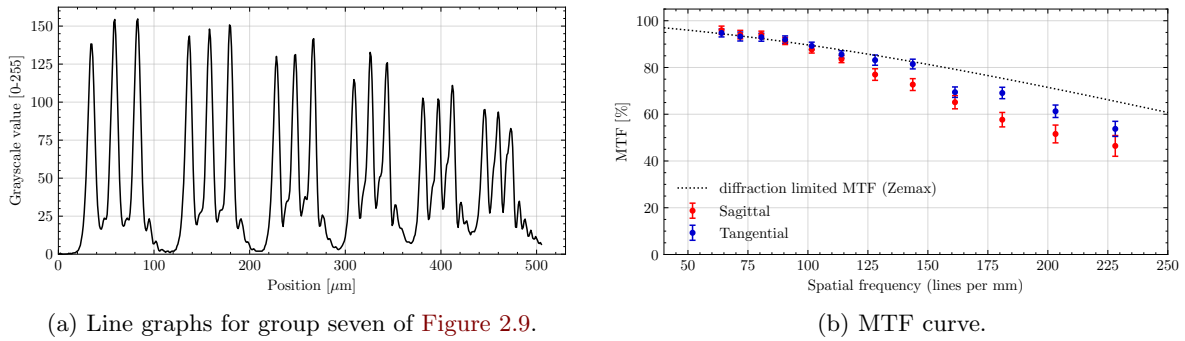 150
125
100
75
50
25
0
Grayscale value [0-255]
0 100 200 300 400 500
Position [μm]
(a) Line graphs for group seven of Figure 2.9.
100
80
60
40
20
0
MTF [%]
diffraction limited MTF (Zemax)
Sagittal
Tangential
50 75 100 125 150 175 200 225 250
Spatial frequency (lines per mm)
(b) MTF curve.